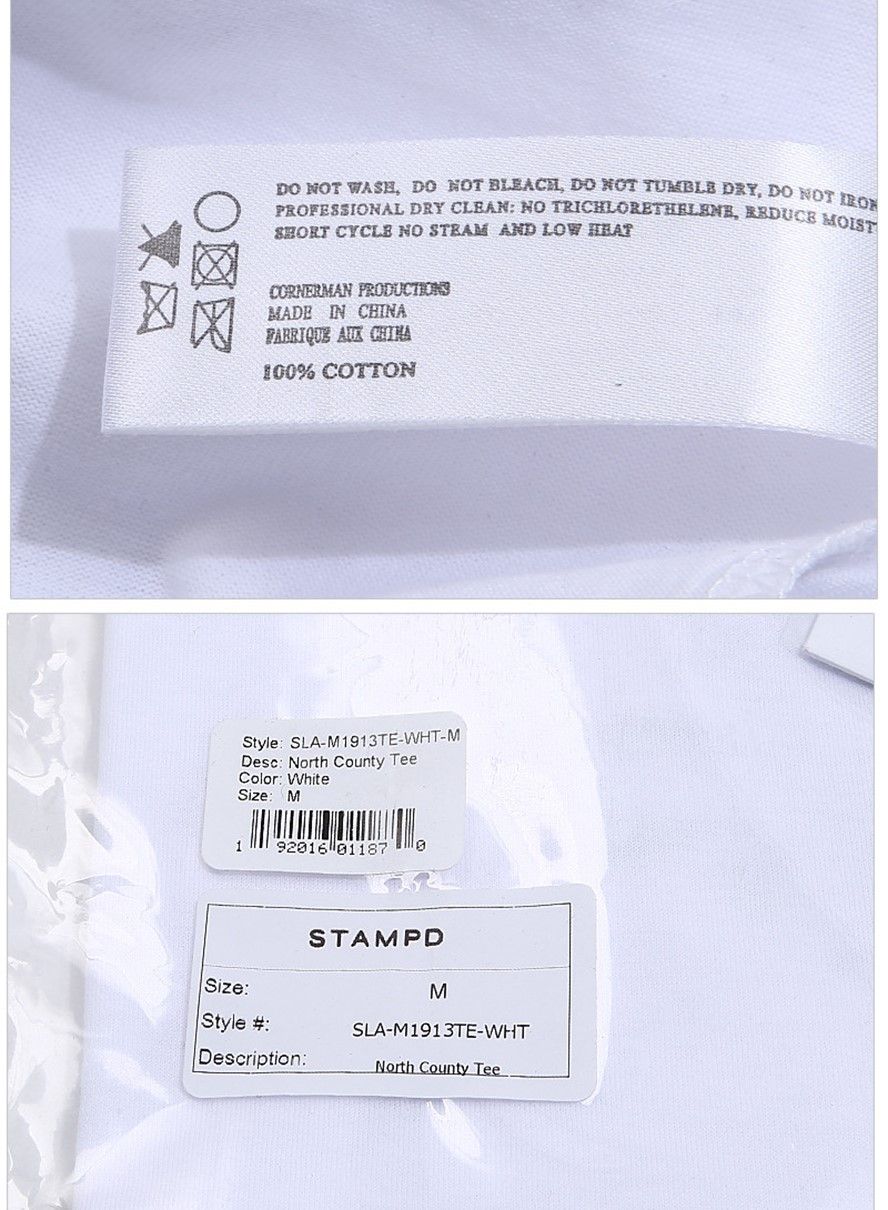 DO NOT WASH, DO NOT BLEACH, DO NOT TUMBLE DRY, DO NOT IRON
PROFESSIONAL DRY CLEAN: NO TRICHLORETHELENE, REDUCE MOIST
SHORT CYCLE NO STEAM AND LOW HEAT
CORNERMAN PRODUCTIONS
MADE IN CHINA
FABRIQUE AUX CHINA
100% COTTON
Style: SLA-M1913TE-WHT-M
Desc: North County Tee
Color: White
Size: M
1 92016 01187 0
STAMPD
Size: M
Style #: SLA-M1913TE-WHT
Description: North County Tee